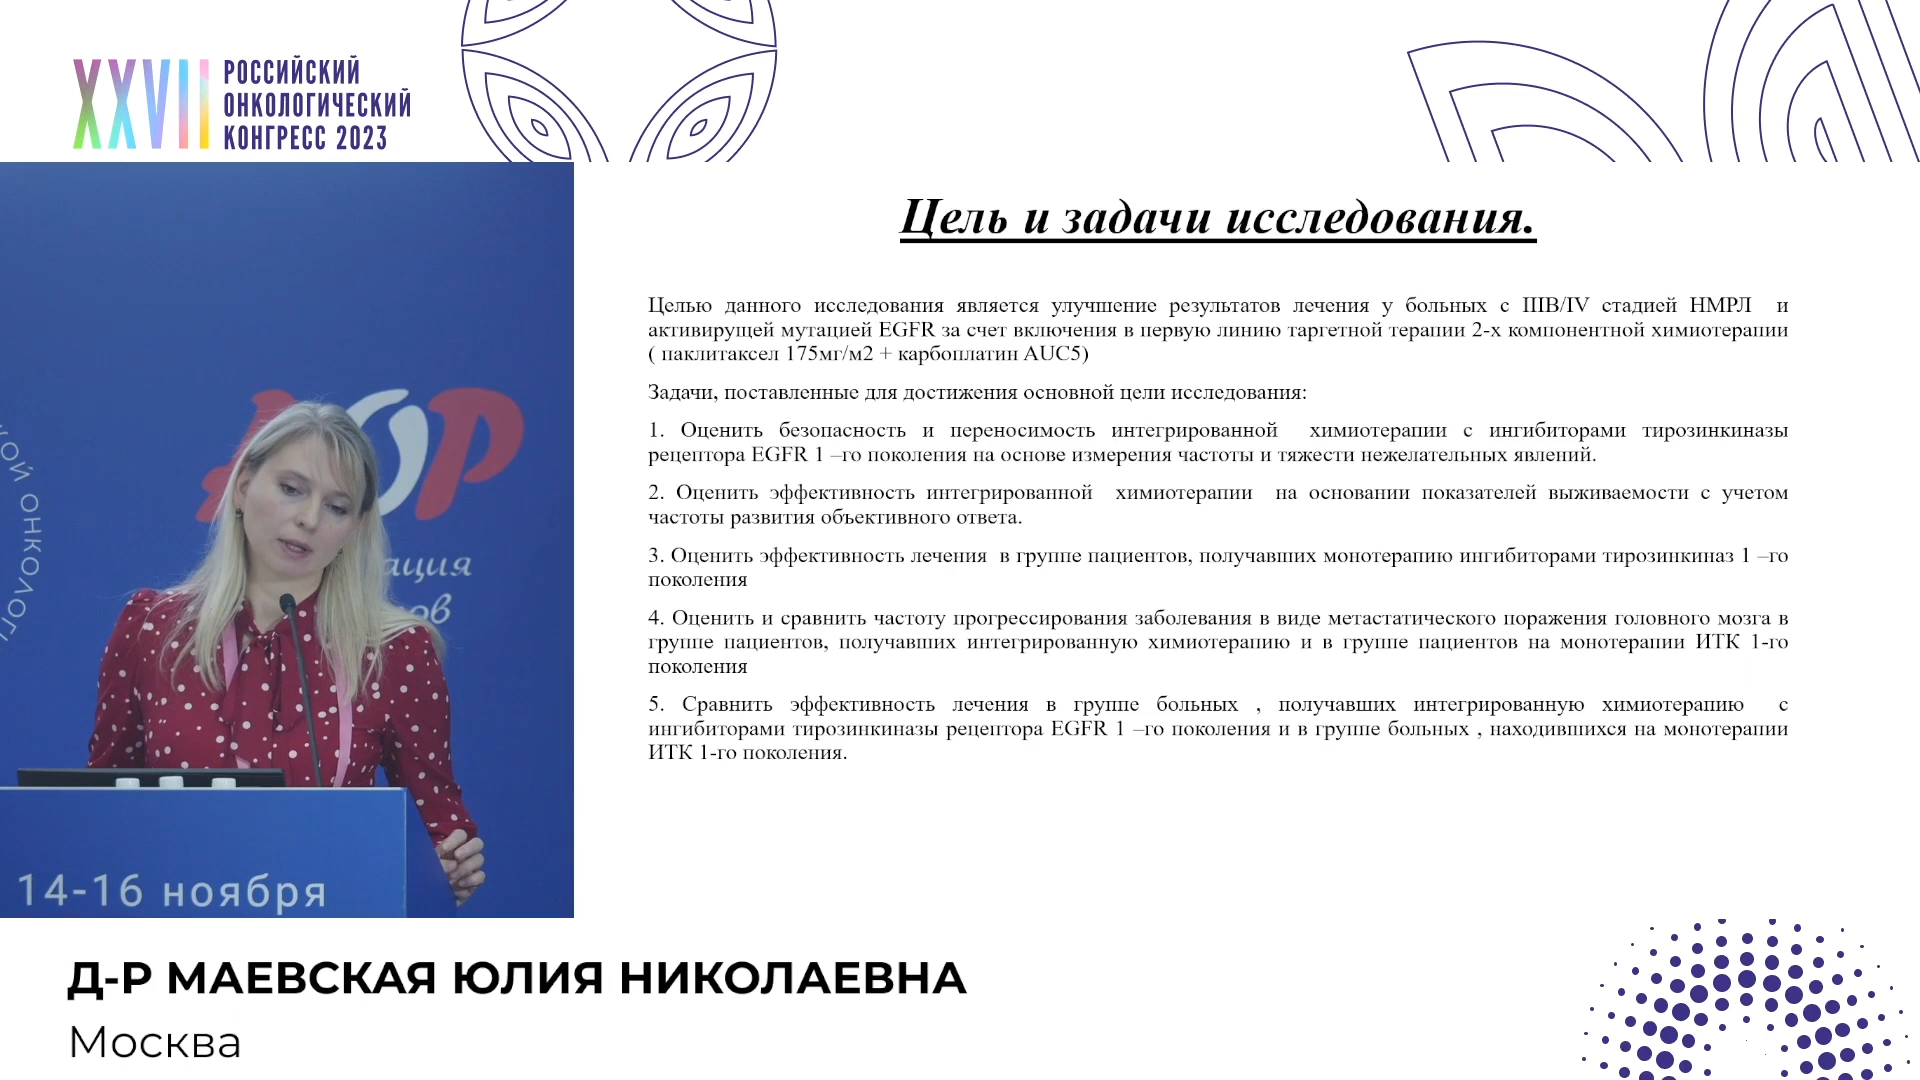 XXVII
РОССИЙСКИЙ
ОНКОЛОГИЧЕСКИЙ
КОНГРЕСС 2023
Цель и задачи исследования.
Целью данного исследования является улучшение результатов лечения у больных с IIIB/IV стадией НМРЛ и
активирущей мутацией EGFR за счет включения в первую линию таргетной терапии 2-х компонентной химиотерапии
( паклитаксел 175мг/м2 + карбоплатин AUC5)
Задачи, поставленные для достижения основной цели исследования:
1. Оценить безопасность и переносимость интегрированной химиотерапии с ингибиторами тирозинкиназы
рецептора EGFR 1 –го поколения на основе измерения частоты и тяжести нежелательных явлений.
2. Оценить эффективность интегрированной химиотерапии на основании показателей выживаемости с учетом
частоты развития объективного ответа.
3. Оценить эффективность лечения в группе пациентов, получавших монотерапию ингибиторами тирозинкиназ 1 –го
поколения
4. Оценить и сравнить частоту прогрессирования заболевания в виде метастатического поражения головного мозга в
группе пациентов, получавших интегрированную химиотерапию и в группе пациентов на монотерапии ИТК 1-го
поколения
5. Сравнить эффективность лечения в группе больных , получавших интегрированную химиотерапию с
ингибиторами тирозинкиназы рецептора EGFR 1 –го поколения и в группе больных , находившихся на монотерапии
ИТК 1-го поколения.
14-16 ноября
Д-Р МАЕВСКАЯ ЮЛИЯ НИКОЛАЕВНА
Москва